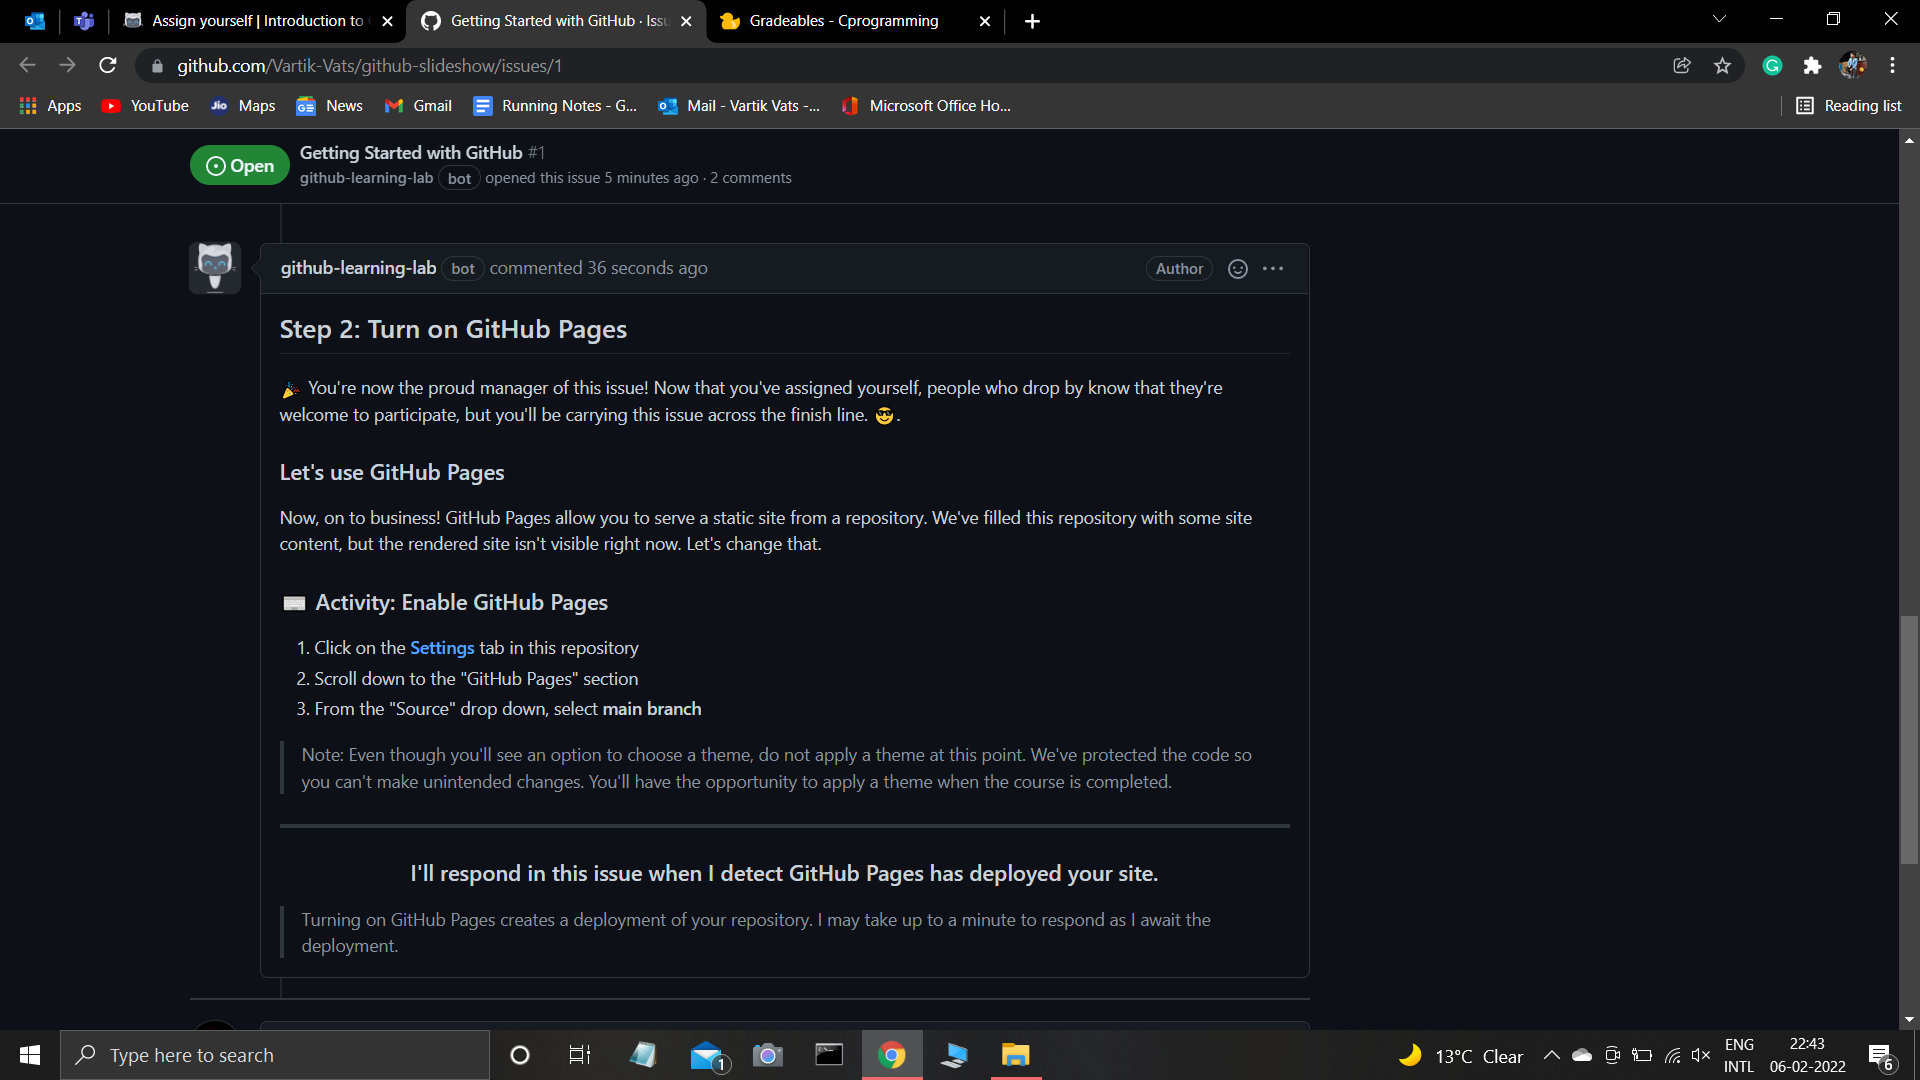 Assign yourself | Introduction to
Getting Started with GitHub · Issu
Gradeables - Cprogramming
github.com/Vartik-Vats/github-slideshow/issues/1
Apps
YouTube
Jio
Maps
GE
News
Gmail
Running Notes - G...
Mail - Vartik Vats -...
Microsoft Office Ho...
Reading list
Open
Getting Started with GitHub #1
github-learning-lab bot opened this issue 5 minutes ago · 2 comments
github-learning-lab bot commented 36 seconds ago
Author
Step 2: Turn on GitHub Pages
You're now the proud manager of this issue! Now that you've assigned yourself, people who drop by know that they're
welcome to participate, but you'll be carrying this issue across the finish line. 😎.
Let's use GitHub Pages
Now, on to business! GitHub Pages allow you to serve a static site from a repository. We've filled this repository with some site
content, but the rendered site isn't visible right now. Let's change that.
Activity: Enable GitHub Pages
1. Click on the Settings tab in this repository
2. Scroll down to the "GitHub Pages" section
3. From the "Source" drop down, select main branch
Note: Even though you'll see an option to choose a theme, do not apply a theme at this point. We've protected the code so
you can't make unintended changes. You'll have the opportunity to apply a theme when the course is completed.
I'll respond in this issue when I detect GitHub Pages has deployed your site.
Turning on GitHub Pages creates a deployment of your repository. I may take up to a minute to respond as I await the
deployment.
Type here to search
1
13°C Clear
ENG
INTL
22:43
06-02-2022
6